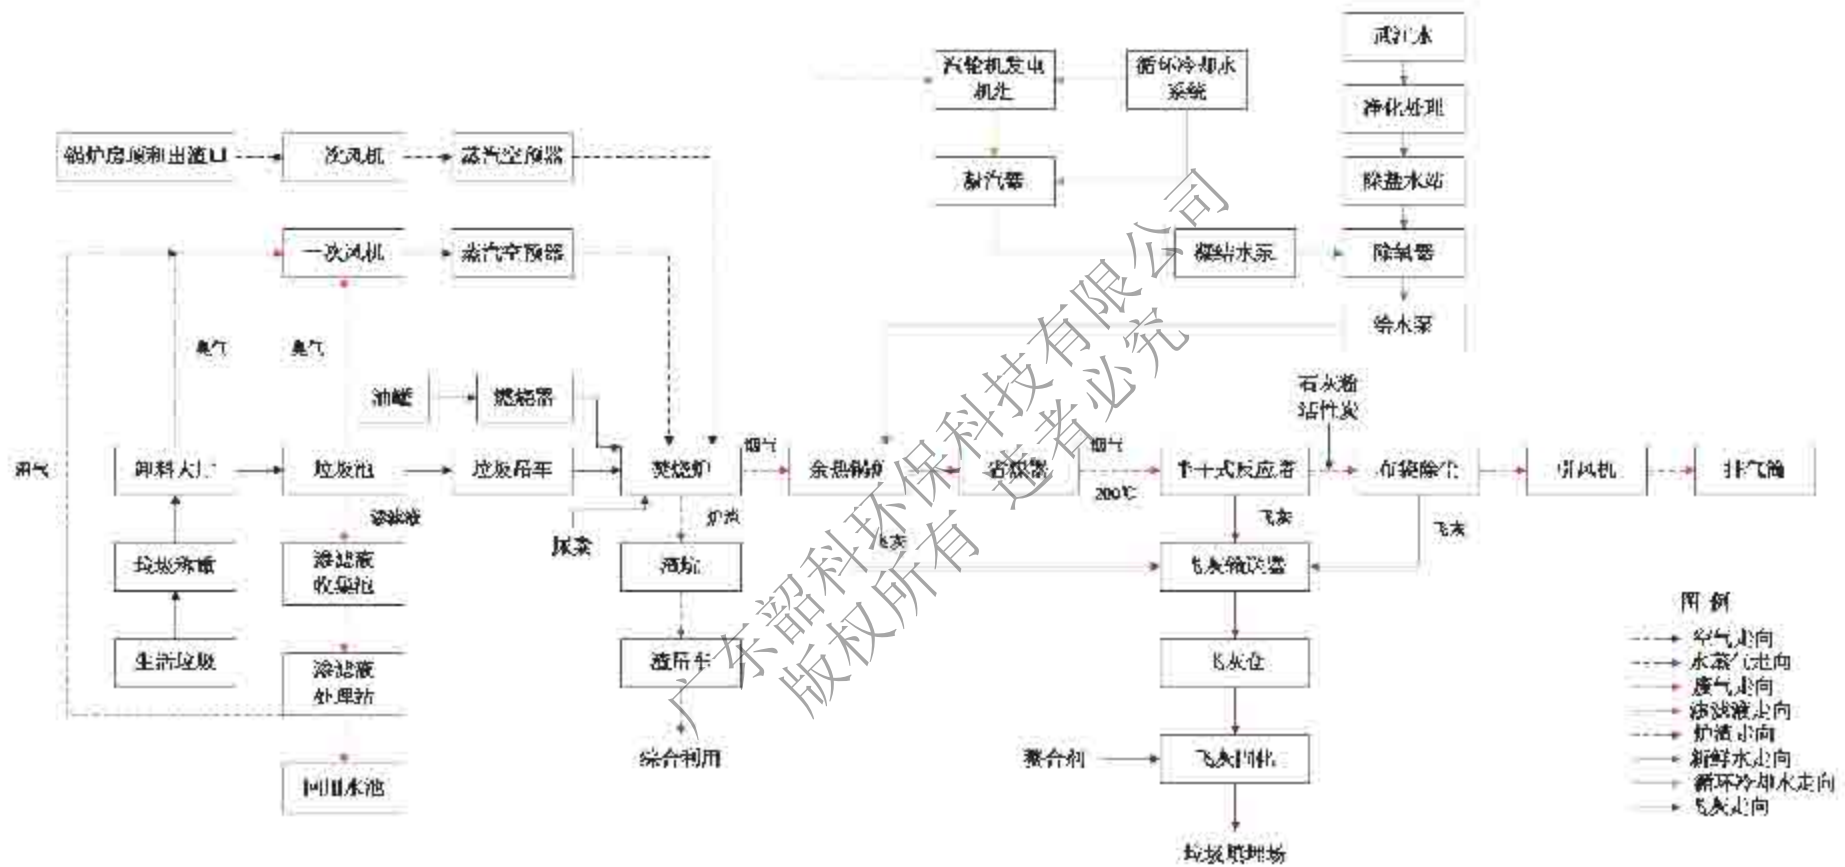 武江水
汽轮机发电
机组
循环冷却水
系统
净化处理
锅炉房顶和出渣口
二次风机
蒸汽空预器
凝汽器
除盐水站
一次风机
蒸汽空预器
凝结水泵
除氧器
给水泵
臭气
臭气
石灰粉
活性炭
油罐
燃烧器
卸料大厅
垃圾池
垃圾吊车
焚烧炉
烟气
余热锅炉
省煤器
烟气
200℃
半干式反应塔
布袋除尘
引风机
排气筒
渗滤液
尿素
炉渣
飞灰
飞灰
飞灰
垃圾称重
渗滤液
收集池
渣坑
飞灰输送器
生活垃圾
渗滤液
处理站
渣吊车
飞灰仓
回用水池
综合利用
螯合剂
飞灰固化
垃圾填埋场
图 例
空气走向
水蒸气走向
废气走向
渗滤液走向
炉渣走向
新鲜水走向
循环冷却水走向
飞灰走向
广东韶科环保科技有限公司
版权所有 违者必究